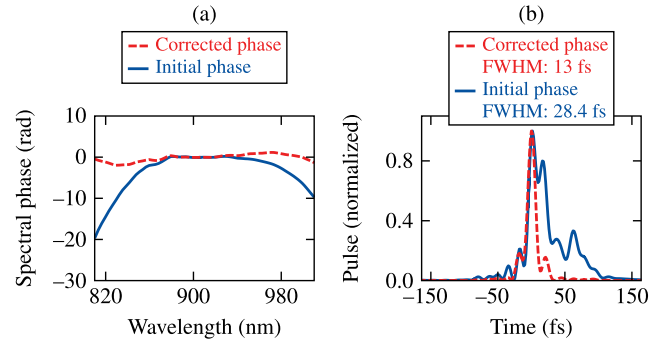 (a)
Corrected phase
Initial phase
10
0
−10
−20
−30
Spectral phase (rad)
820
900
980
Wavelength (nm)
(b)
Corrected phase
FWHM: 13 fs
Initial phase
FWHM: 28.4 fs
0.8
0.4
0.0
Pulse (normalized)
−150
−50
50
150
Time (fs)